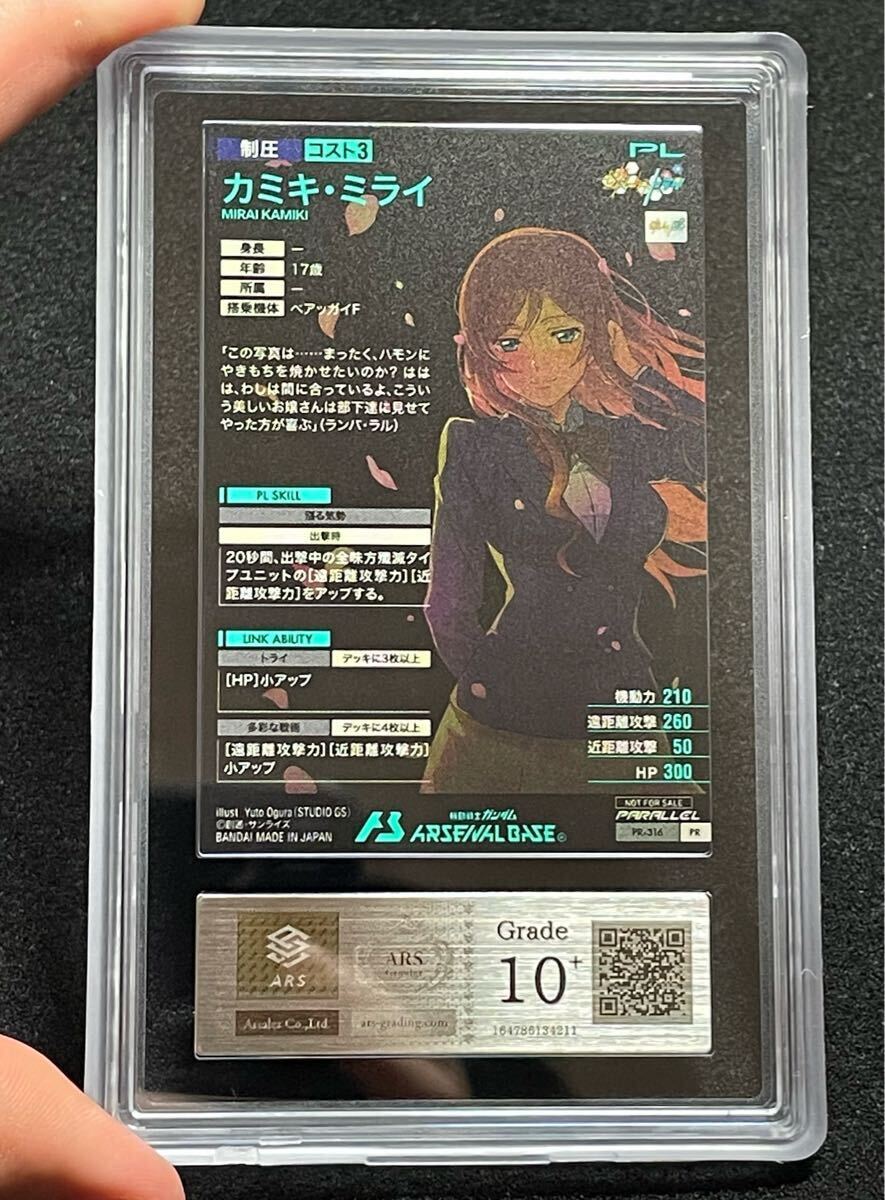 制圧 コスト3
PL
カミキ・ミライ
MIRAI KAMIKI
身長 ー
年齢 17歳
所属 ー
搭乗機体 ベアッガイF
「この写真は……まったく、ハモンに
やきもちを焼かせたいのか? はは
は、わしは間に合っているよ、こうい
う美しいお嬢さんは部下達に見せて
やった方が喜ぶ」(ランバ・ラル)
PL SKILL
漲る気勢
出撃時
20秒間、出撃中の全味方殲滅タイ
プユニットの[遠距離攻撃力][近
距離攻撃力]をアップする。
LINK ABILITY
トライ デッキに3枚以上
[HP]小アップ
多彩な戦術 デッキに4枚以上
[遠距離攻撃力][近距離攻撃力]
小アップ
機動力 210
遠距離攻撃 260
近距離攻撃 50
HP 300
illust. Yuto Ogura (STUDIO GS)
©創通・サンライズ
BANDAI MADE IN JAPAN
機動戦士ガンダム
ARSENAL BASE
NOT FOR SALE
PARALLEL
PR-316 PR
ARS
Arsales Co.,Ltd.
ARS
Grading
ars-grading.com
Grade
10+
164786134211